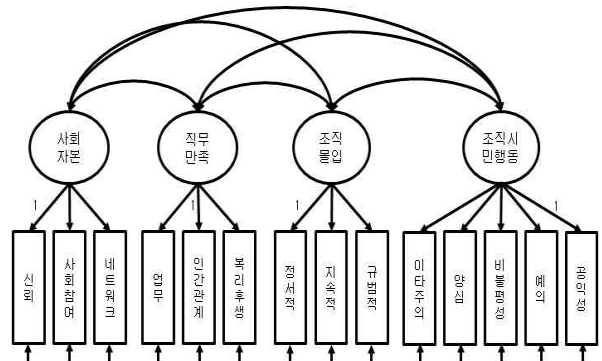 사회
자본
직무
만족
조직
몰입
조직시
민행동
1
1
1
1
신뢰
사회참여
네트워크
업무
인간관계
복리후생
정서적
지속적
규범적
이타주의
양심
비불평성
예의
공익성